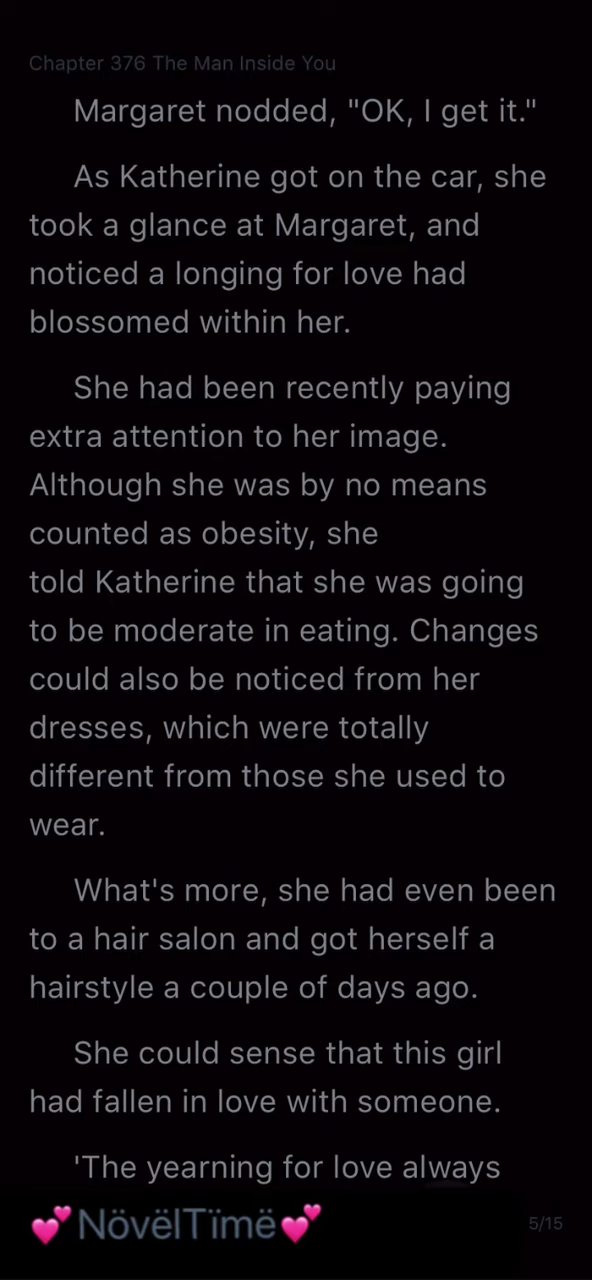 Chapter 376 The Man Inside You
Margaret nodded, "OK, I get it."
As Katherine got on the car, she
took a glance at Margaret, and
noticed a longing for love had
blossomed within her.
She had been recently paying
extra attention to her image.
Although she was by no means
counted as obesity, she
told Katherine that she was going
to be moderate in eating. Changes
could also be noticed from her
dresses, which were totally
different from those she used to
wear.
What's more, she had even been
to a hair salon and got herself a
hairstyle a couple of days ago.
She could sense that this girl
had fallen in love with someone.
'The yearning for love always
💕NövëlTïmë💕
5/15